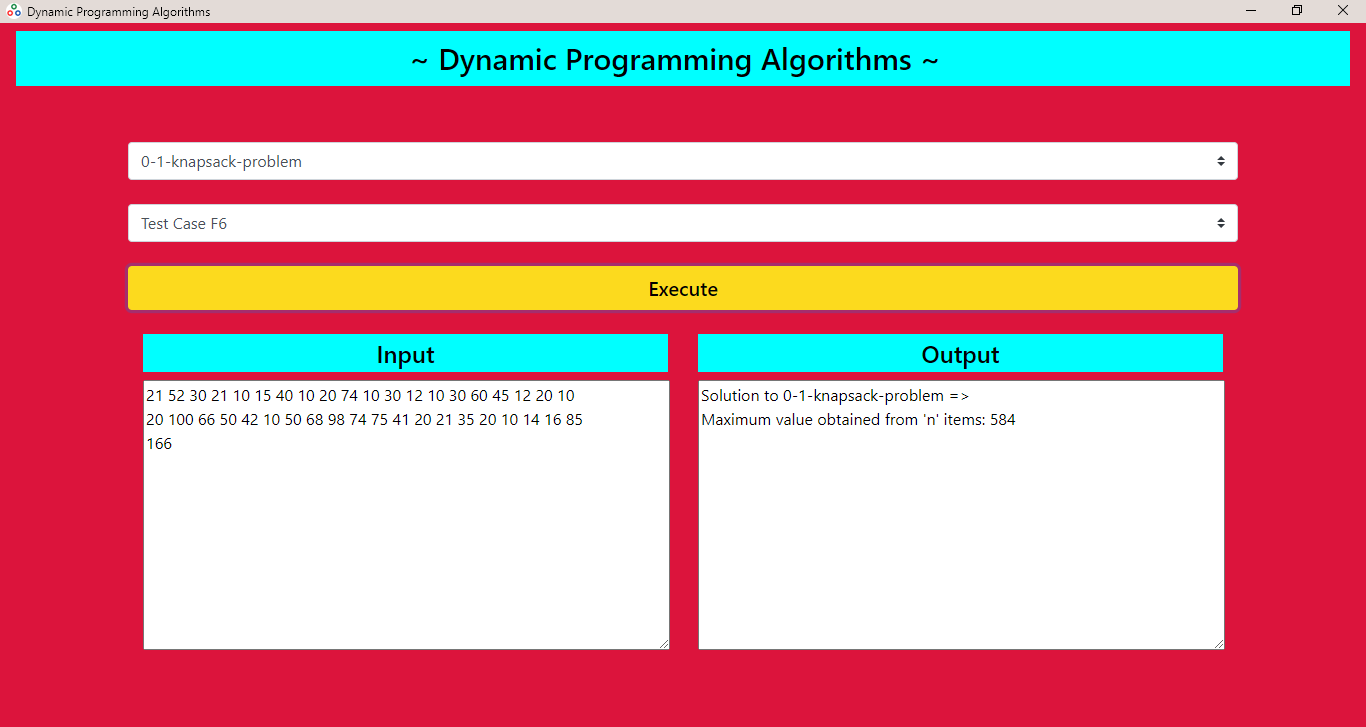 Dynamic Programming Algorithms
~ Dynamic Programming Algorithms ~
0-1-knapsack-problem
Test Case F6
Execute
Input
21 52 30 21 10 15 40 10 20 74 10 30 12 10 30 60 45 12 20 10
20 100 66 50 42 10 50 68 98 74 75 41 20 21 35 20 10 14 16 85
166
Output
Solution to 0-1-knapsack-problem =>
Maximum value obtained from 'n' items: 584